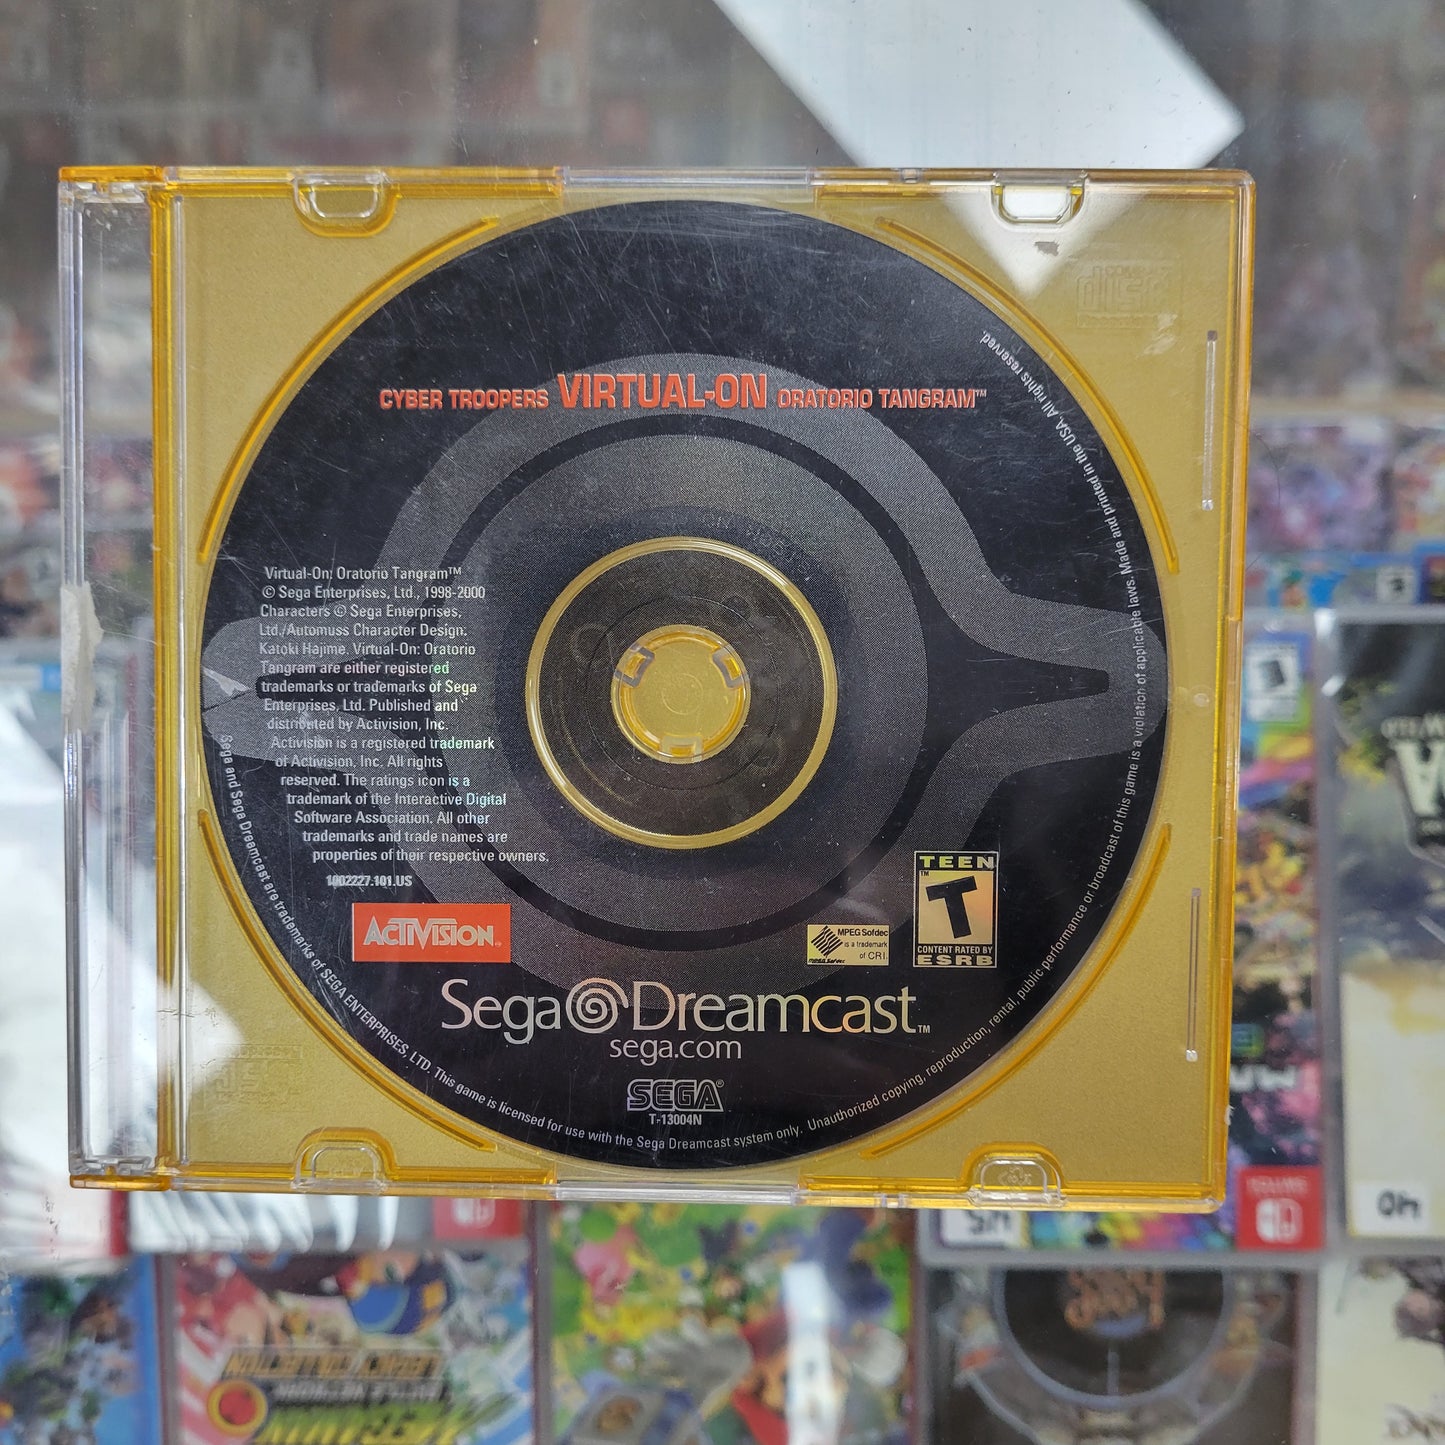 CYBER TROOPERS VIRTUAL-ON ORATORIO TANGRAM™
Virtual-On: Oratorio Tangram™
© Sega Enterprises, Ltd., 1998-2000
Characters © Sega Enterprises,
Ltd./Automuss Character Design.
Katoki Hajime. Virtual-On: Oratorio
Tangram are either registered
trademarks or trademarks of Sega
Enterprises, Ltd. Published and
distributed by Activision, Inc.
Activision is a registered trademark
of Activision, Inc. All rights
reserved. The ratings icon is a
trademark of the Interactive Digital
Software Association. All other
trademarks and trade names are
properties of their respective owners.
1002227.101.US
ACTIVISION
MPEG Sofdec
is a trademark
of CRI.
MPEG Sofdec
TEEN
T™
CONTENT RATED BY
ESRB
Sega Dreamcast™
sega.com
SEGA®
T-13004N
Sega and Sega Dreamcast are trademarks of SEGA ENTERPRISES, LTD. This game is licensed for use with the Sega Dreamcast system only. Unauthorized copying, reproduction, rental, public performance or broadcast of this game is a violation of applicable laws. Made and printed in the USA. All rights reserved.